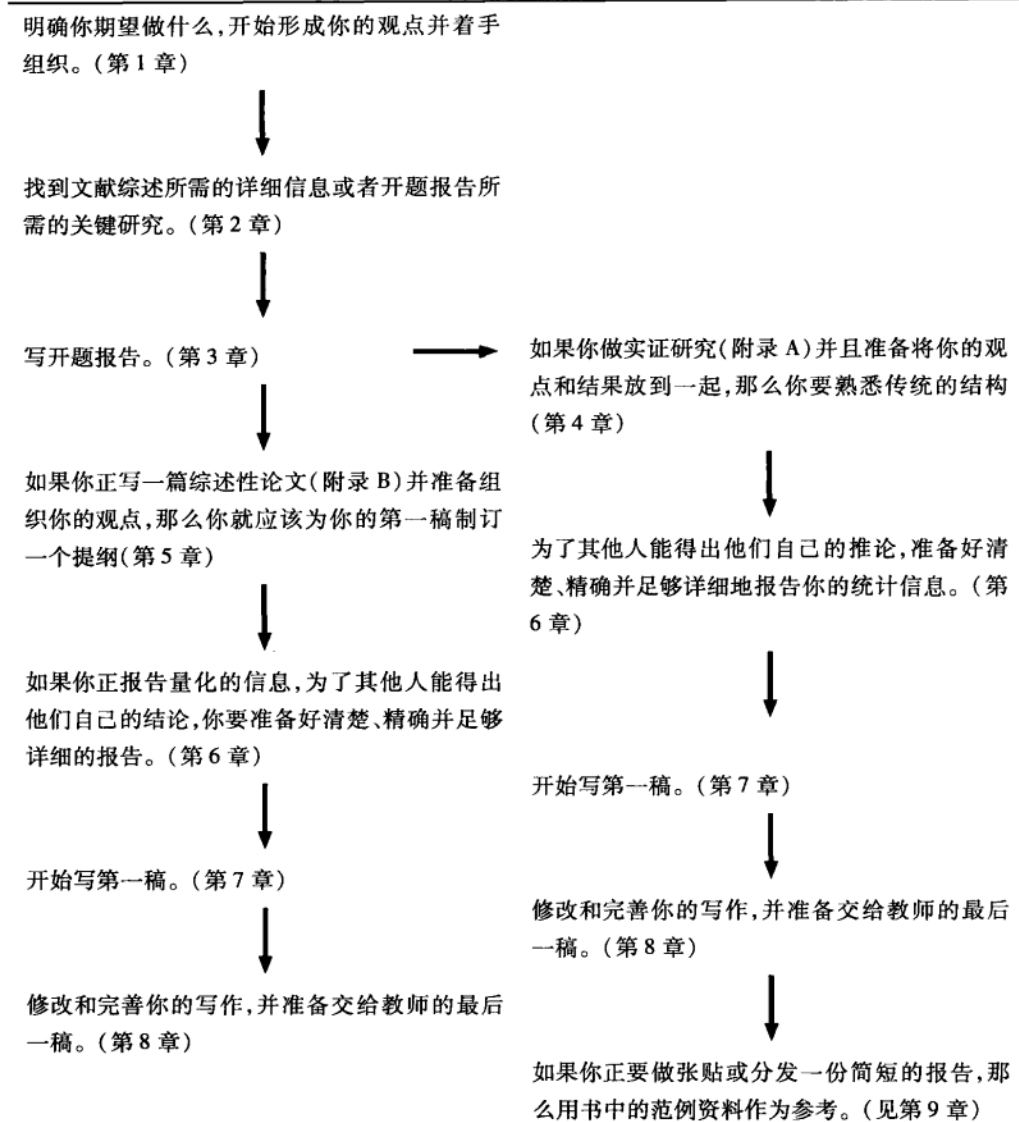 明确你期望做什么,开始形成你的观点并着手
组织。(第1章)
找到文献综述所需的详细信息或者开题报告所
需的关键研究。(第2章)
写开题报告。(第3章)
如果你正写一篇综述性论文(附录 B)并准备组
织你的观点,那么你就应该为你的第一稿制订
一个提纲(第5章)
如果你正报告量化的信息,为了其他人能得出
他们自己的结论,你要准备好清楚、精确并足够
详细的报告。(第6章)
开始写第一稿。(第7章)
修改和完善你的写作,并准备交给教师的最后
一稿。(第8章)
如果你做实证研究(附录 A)并且准备将你的观
点和结果放到一起,那么你要熟悉传统的结构
(第4章)
为了其他人能得出他们自己的推论,准备好清
楚、精确并足够详细地报告你的统计信息。(第
6章)
开始写第一稿。(第7章)
修改和完善你的写作,并准备交给教师的最后
一稿。(第8章)
如果你正要做张贴或分发一份简短的报告,那
么用书中的范例资料作为参考。(见第9章)